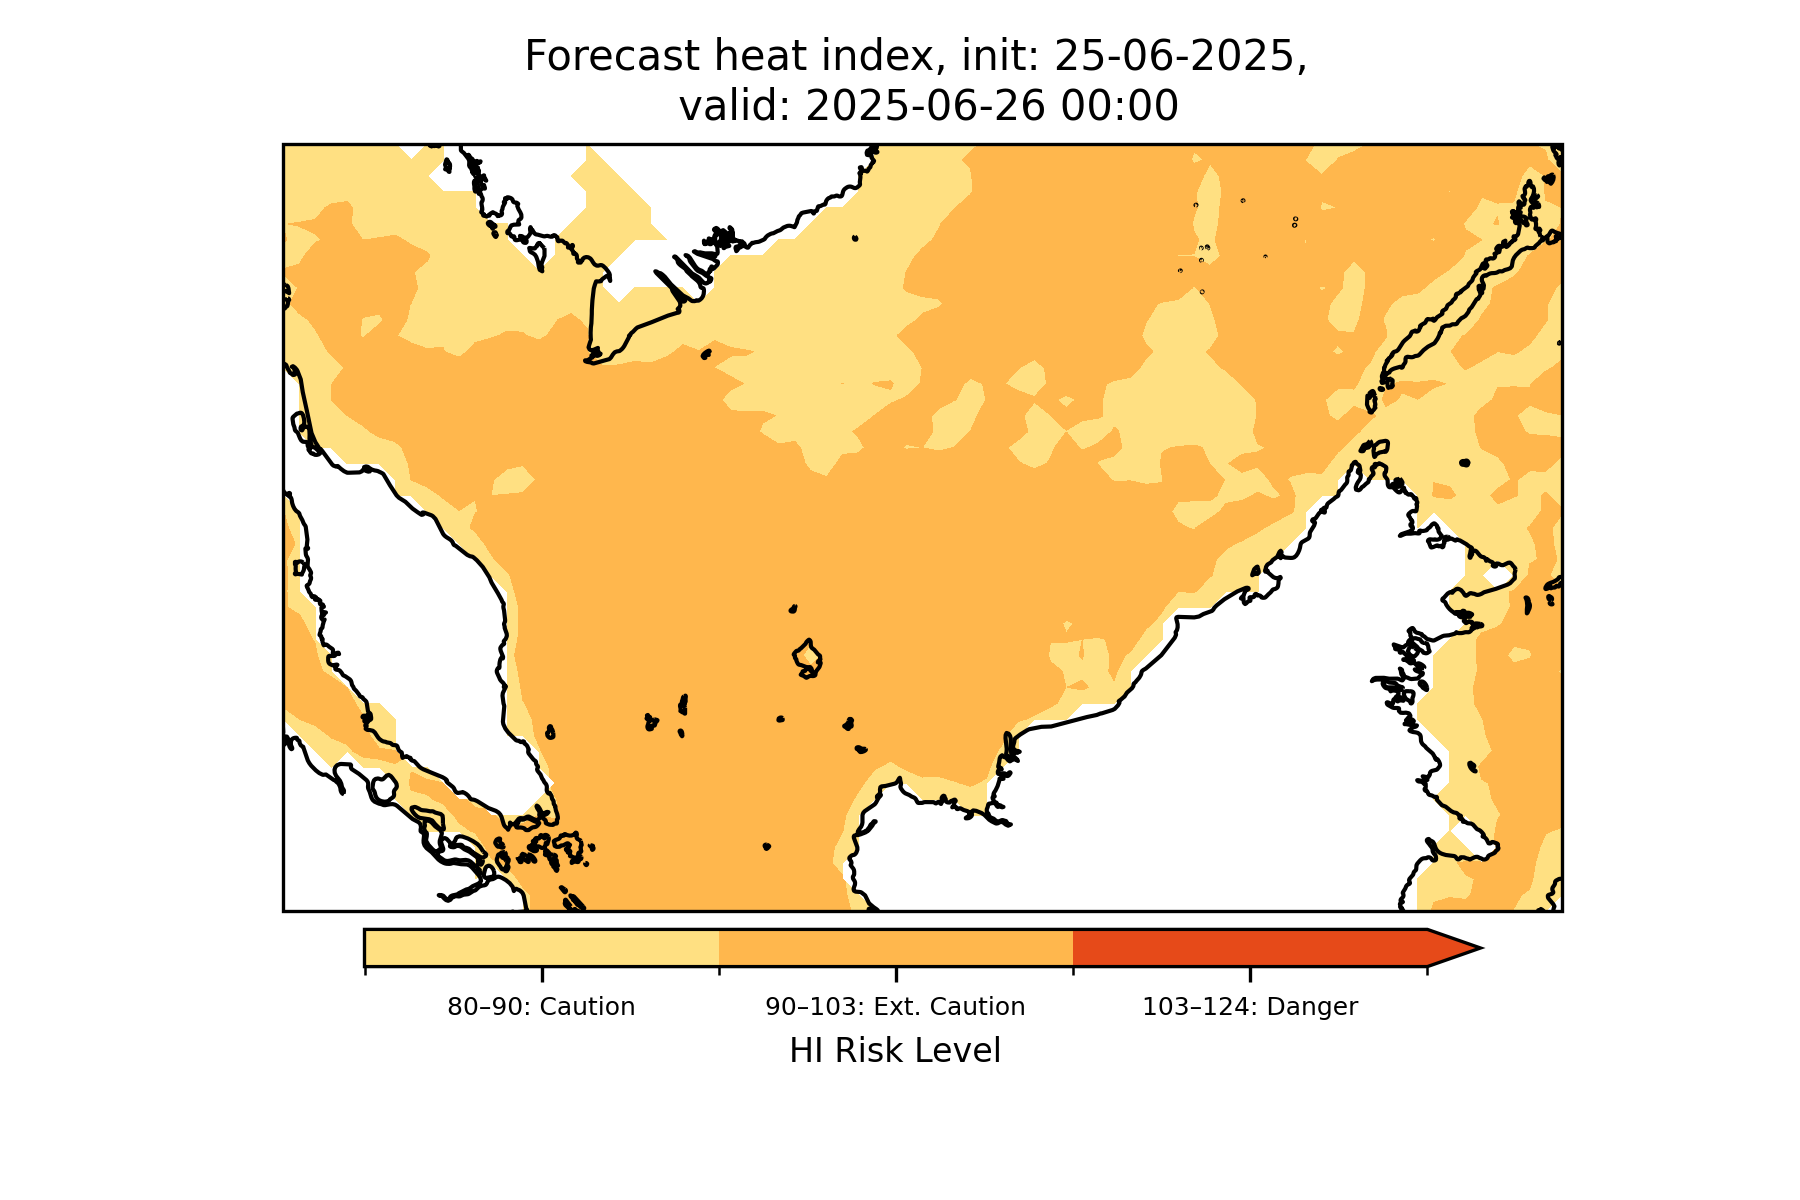 Forecast heat index, init: 25-06-2025,
valid: 2025-06-26 00:00
80–90: Caution
90–103: Ext. Caution
103–124: Danger
HI Risk Level